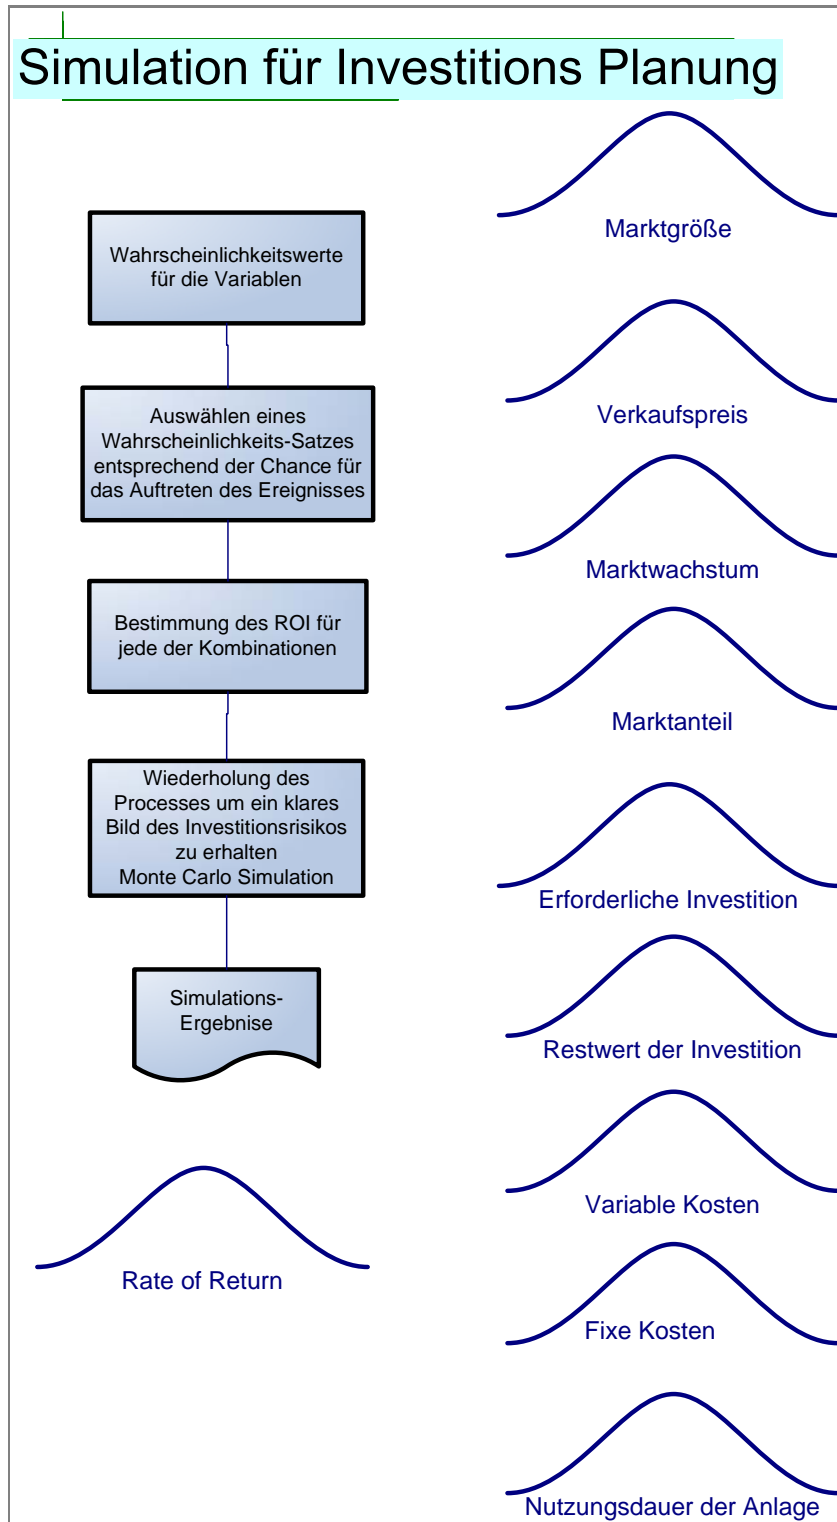 Simulation für Investitions Planung
Wahrscheinlichkeitswerte
für die Variablen
Auswählen eines
Wahrscheinlichkeits-Satzes
entsprechend der Chance für
das Auftreten des Ereignisses
Bestimmung des ROI für
jede der Kombinationen
Wiederholung des
Processes um ein klares
Bild des Investitionsrisikos
zu erhalten
Monte Carlo Simulation
Simulations-
Ergebnise
Rate of Return
Marktgröße
Verkaufspreis
Marktwachstum
Marktanteil
Erforderliche Investition
Restwert der Investition
Variable Kosten
Fixe Kosten
Nutzungsdauer der Anlage